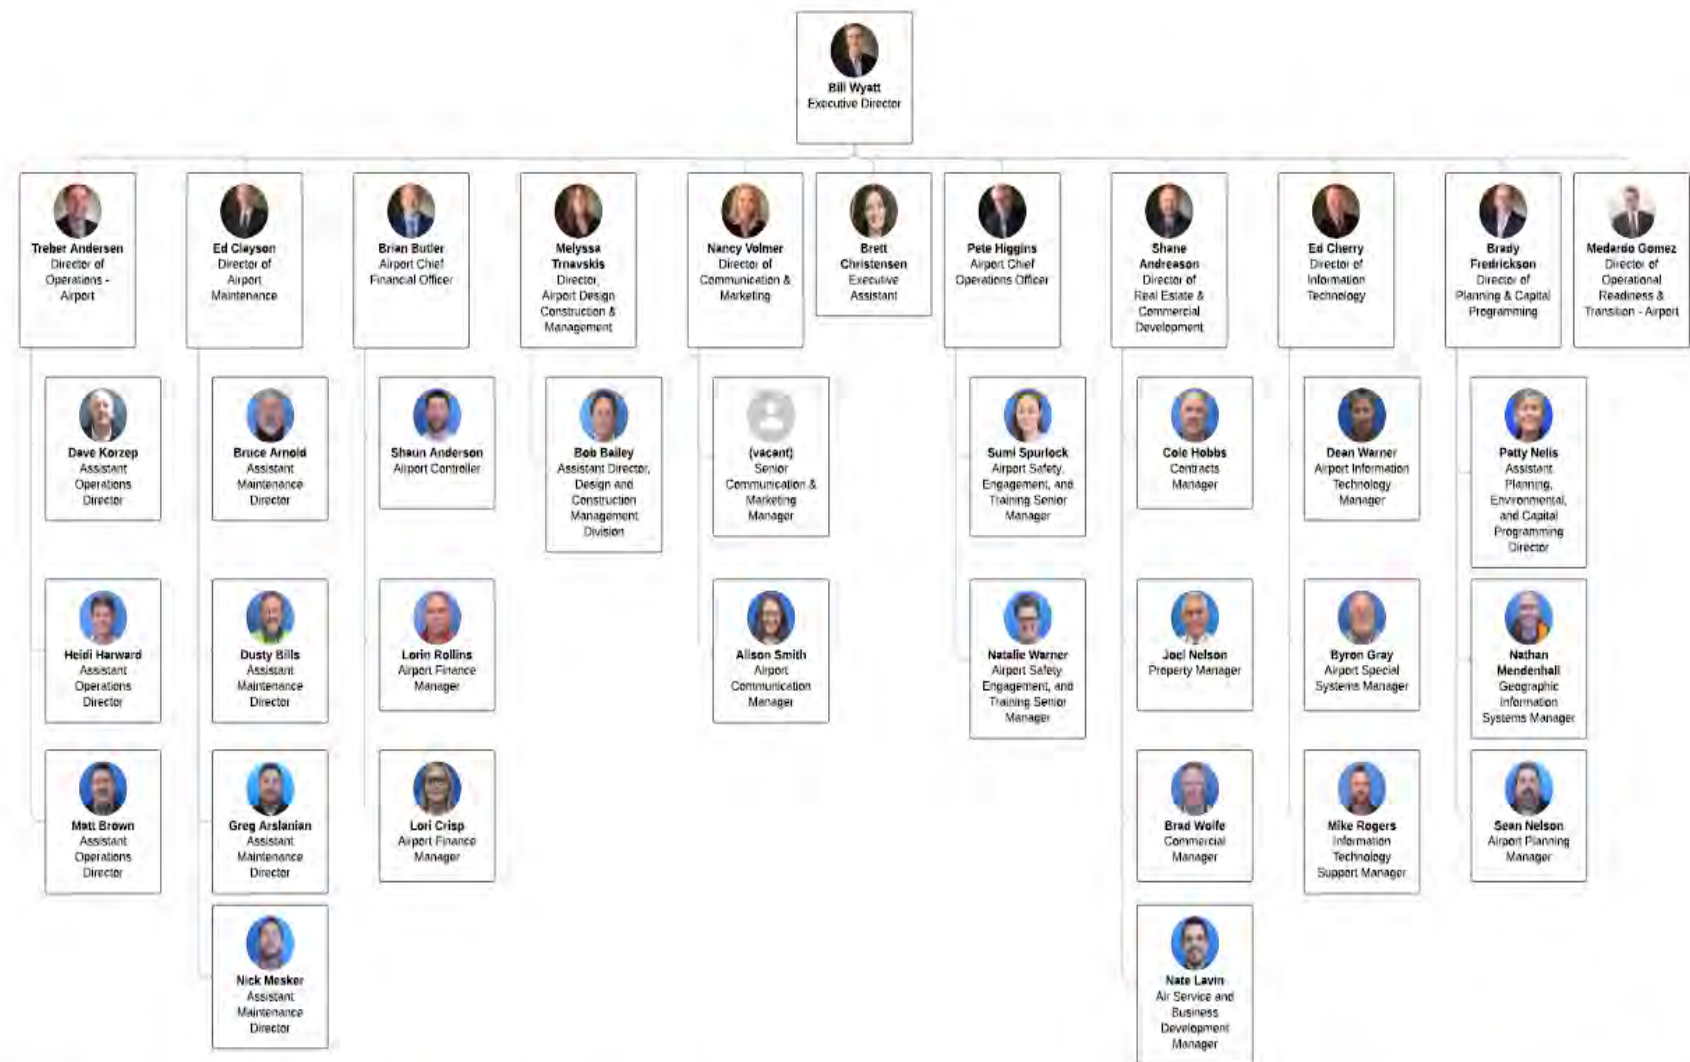 Bill Wyatt
Executive Director
Treber Andersen
Director of
Operations -
Airport
Ed Clayson
Director of
Airport
Maintenance
Brian Butler
Airport Chief
Financial Officer
Melyssa
Trnavskis
Director,
Airport Design
Construction &
Management
Nancy Volmer
Director of
Communication &
Marketing
Brett
Christensen
Executive
Assistant
Pete Higgins
Airport Chief
Operations Officer
Shane
Andreason
Director of
Real Estate &
Commercial
Development
Ed Cherry
Director of
Information
Technology
Brady
Fredrickson
Director of
Planning & Capital
Programming
Medardo Gomez
Director of
Operational
Readiness &
Transition - Airport
Dave Korzep
Assistant
Operations
Director
Bruce Arnold
Assistant
Maintenance
Director
Shaun Anderson
Airport Controller
Bob Bailey
Assistant Director,
Design and
Construction
Management
Division
(vacant)
Senior
Communication &
Marketing
Manager
Sumi Spurlock
Airport Safety,
Engagement, and
Training Senior
Manager
Cole Hobbs
Contracts
Manager
Dean Warner
Airport Information
Technology
Manager
Patty Nelis
Assistant
Planning,
Environmental,
and Capital
Programming
Director
Heidi Harward
Assistant
Operations
Director
Dusty Bills
Assistant
Maintenance
Director
Lorin Rollins
Airport Finance
Manager
Alison Smith
Airport
Communication
Manager
Natalie Warner
Airport Safety
Engagement, and
Training Senior
Manager
Joel Nelson
Property Manager
Byron Gray
Airport Special
Systems Manager
Nathan
Mendenhall
Geographic
Information
Systems Manager
Matt Brown
Assistant
Operations
Director
Greg Arslanian
Assistant
Maintenance
Director
Lori Crisp
Airport Finance
Manager
Brad Wolfe
Commercial
Manager
Mike Rogers
Information
Technology
Support Manager
Sean Nelson
Airport Planning
Manager
Nick Mesker
Assistant
Maintenance
Director
Nate Lavin
Air Service and
Business
Development
Manager